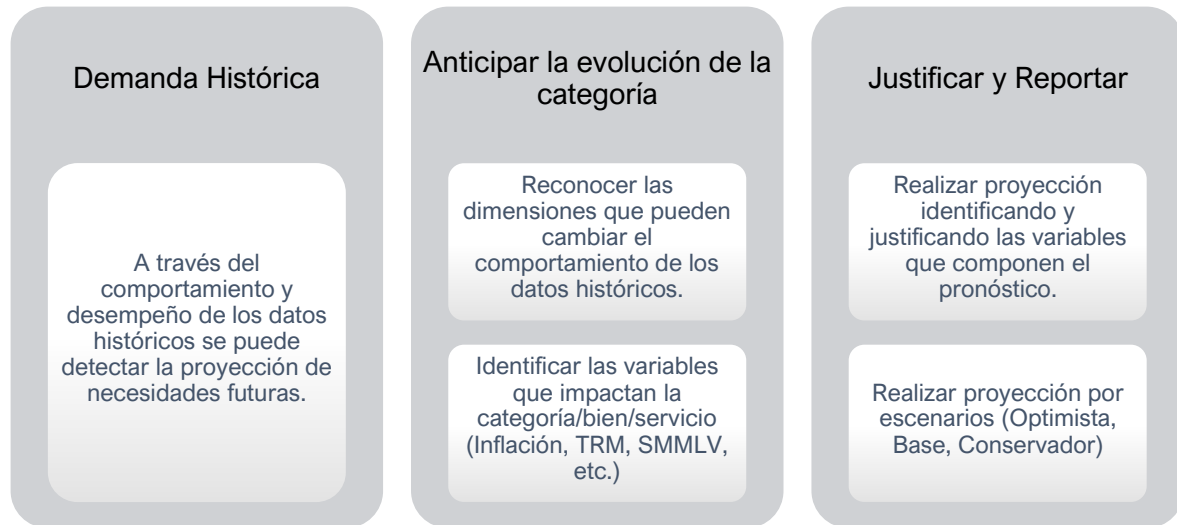 Demanda Histórica
A través del
comportamiento y
desempeño de los datos
históricos se puede
detectar la proyección de
necesidades futuras.
Anticipar la evolución de la
categoría
Reconocer las
dimensiones que pueden
cambiar el
comportamiento de los
datos históricos.
Identificar las variables
que impactan la
categoría/bien/servicio
(Inflación, TRM, SMMLV,
etc.)
Justificar y Reportar
Realizar proyección
identificando y
justificando las variables
que componen el
pronóstico.
Realizar proyección por
escenarios (Optimista,
Base, Conservador)